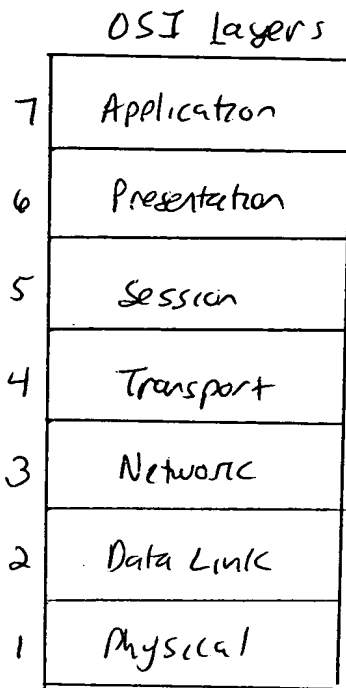 OSI Layers
7 Application
6 Presentation
5 Session
4 Transport
3 Network
2 Data Link
1 Physical